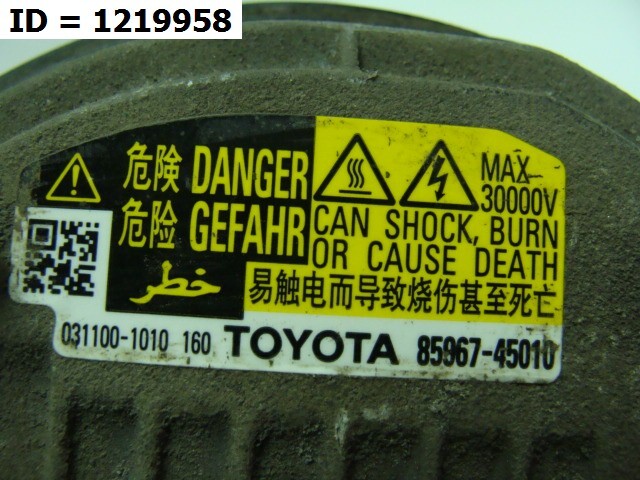 ID = 1219958
危険 DANGER
危险 GEFAHR
خطر
MAX
30000V
CAN SHOCK, BURN
OR CAUSE DEATH
易触电而导致烧伤甚至死亡
031100-1010 160 TOYOTA 85967-45010